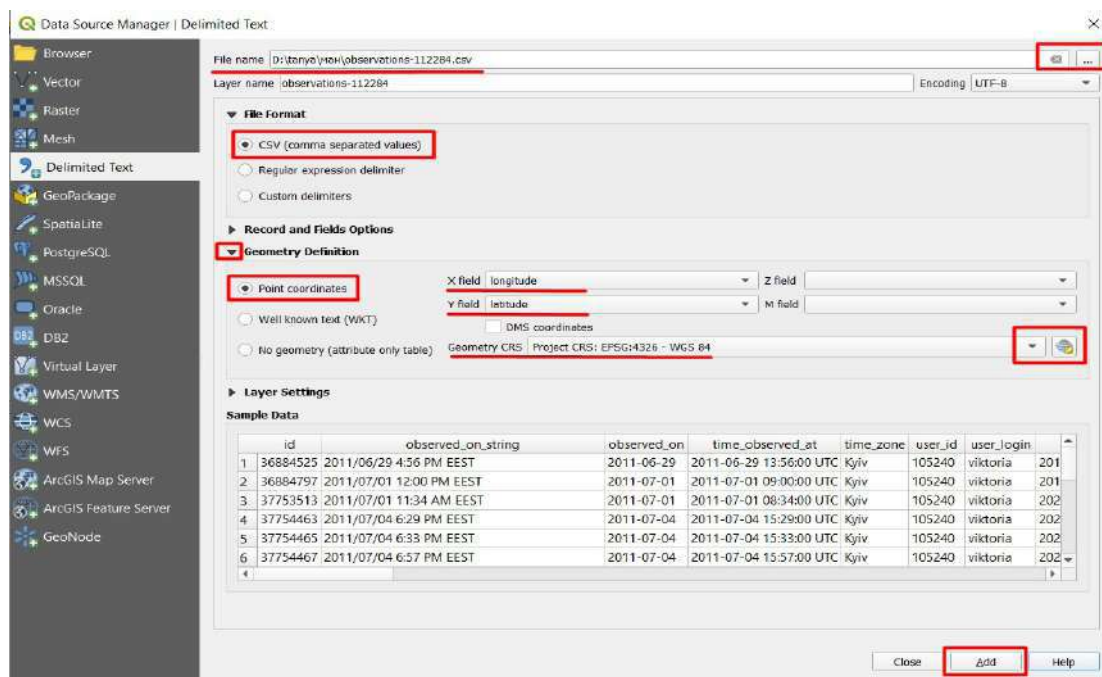 Data Source Manager | Delimited Text
Browser
Vector
Raster
Mesh
Delimited Text
GeoPackage
SpatiaLite
PostgreSQL
MSSQL
Oracle
DB2
DB2
Virtual Layer
WMS/WMTS
WCS
WFS
ArcGIS Map Server
ArcGIS Feature Server
GeoNode
File name D:\tanya\ман\observations-112284.csv ...
Layer name observations-112284 Encoding UTF-8
File Format
CSV (comma separated values)
Regular expression delimiter
Custom delimiters
Record and Fields Options
Geometry Definition
Point coordinates X field longitude Z field
Y field latitude M field
Well known text (WKT)
DMS coordinates
No geometry (attribute only table) Geometry CRS Project CRS: EPSG:4326 - WGS 84
Layer Settings
Sample Data
id observed_on_string observed_on time_observed_at time_zone user_id user_login
1 36884525 2011/06/29 4:56 PM EEST 2011-06-29 2011-06-29 13:56:00 UTC Kyiv 105240 viktoria 201
2 36884797 2011/07/01 12:00 PM EEST 2011-07-01 2011-07-01 09:00:00 UTC Kyiv 105240 viktoria 201
3 37753513 2011/07/01 11:34 AM EEST 2011-07-01 2011-07-01 08:34:00 UTC Kyiv 105240 viktoria 202
4 37754463 2011/07/04 6:29 PM EEST 2011-07-04 2011-07-04 15:29:00 UTC Kyiv 105240 viktoria 202
5 37754465 2011/07/04 6:33 PM EEST 2011-07-04 2011-07-04 15:33:00 UTC Kyiv 105240 viktoria 202
6 37754467 2011/07/04 6:57 PM EEST 2011-07-04 2011-07-04 15:57:00 UTC Kyiv 105240 viktoria 202
Close Add Help